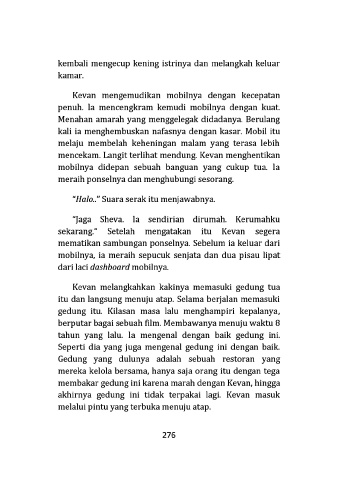 kembali mengecup kening istrinya dan melangkah keluar
kamar.
Kevan mengemudikan mobilnya dengan kecepatan
penuh. Ia mencengkram kemudi mobilnya dengan kuat.
Menahan amarah yang menggelegak didadanya. Berulang
kali ia menghembuskan nafasnya dengan kasar. Mobil itu
melaju membelah keheningan malam yang terasa lebih
mencekam. Langit terlihat mendung. Kevan menghentikan
mobilnya didepan sebuah banguan yang cukup tua. Ia
meraih ponselnya dan menghubungi sesorang.
"Halo.." Suara serak itu menjawabnya.
"Jaga Sheva. Ia sendirian dirumah. Kerumahku
sekarang." Setelah mengatakan itu Kevan segera
mematikan sambungan ponselnya. Sebelum ia keluar dari
mobilnya, ia meraih sepucuk senjata dan dua pisau lipat
dari laci dashboard mobilnya.
Kevan melangkahkan kakinya memasuki gedung tua
itu dan langsung menuju atap. Selama berjalan memasuki
gedung itu. Kilasan masa lalu menghampiri kepalanya,
berputar bagai sebuah film. Membawanya menuju waktu 8
tahun yang lalu. Ia mengenal dengan baik gedung ini.
Seperti dia yang juga mengenal gedung ini dengan baik.
Gedung yang dulunya adalah sebuah restoran yang
mereka kelola bersama, hanya saja orang itu dengan tega
membakar gedung ini karena marah dengan Kevan, hingga
akhirnya gedung ini tidak terpakai lagi. Kevan masuk
melalui pintu yang terbuka menuju atap.
276